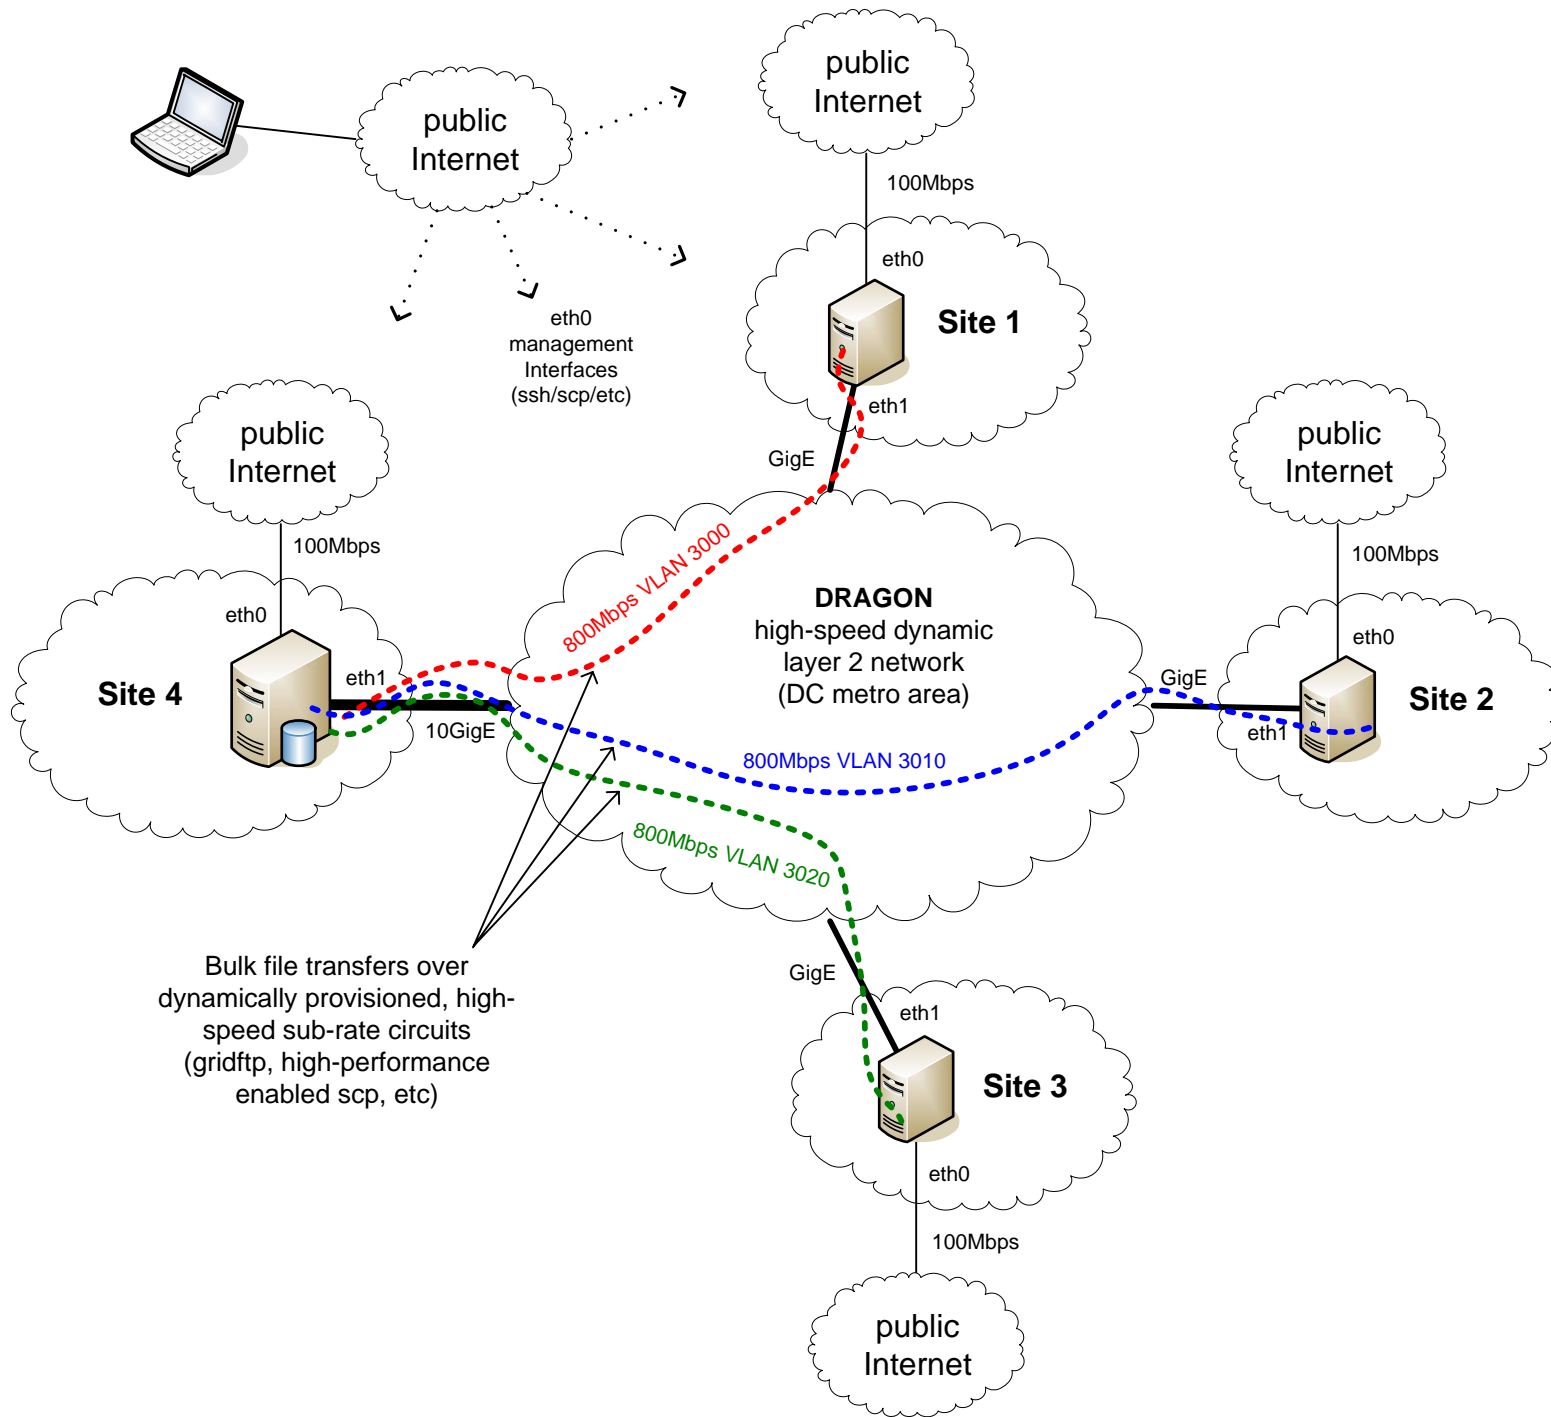 public
Internet
public
Internet
100Mbps
eth0
Site 1
eth1
GigE
eth0
management
Interfaces
(ssh/scp/etc)
public
Internet
100Mbps
eth0
Site 4
eth1
10GigE
public
Internet
100Mbps
eth0
Site 2
eth1
GigE
800Mbps VLAN 3000
DRAGON
high-speed dynamic
layer 2 network
(DC metro area)
800Mbps VLAN 3010
800Mbps VLAN 3020
Bulk file transfers over
dynamically provisioned, high-
speed sub-rate circuits
(gridftp, high-performance
enabled scp, etc)
GigE
eth1
Site 3
eth0
100Mbps
public
Internet